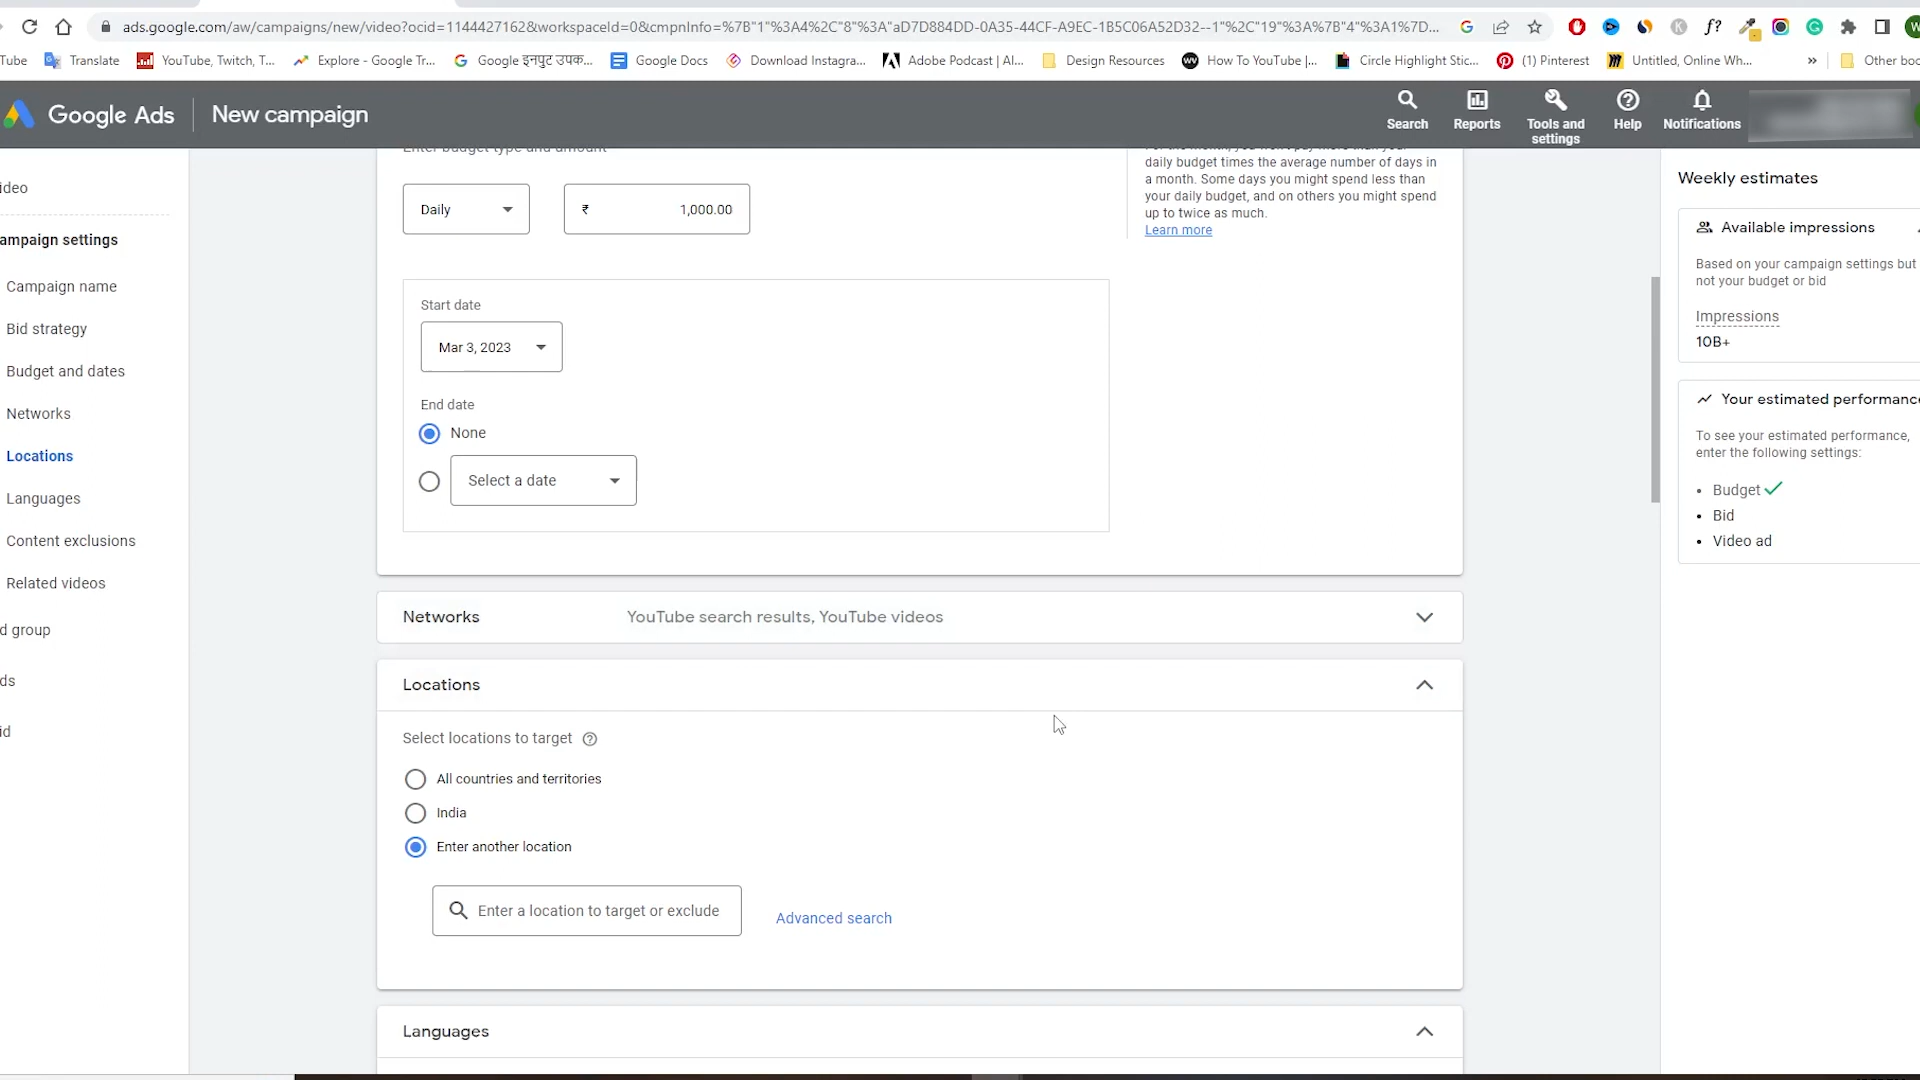 ads.google.com/aw/campaigns/new/video?ocid=1144427162&workspaceId=0&cmpnInfo=%7B"1"%3A4%2C"8"%3A"aD7D884DD-0A35-44CF-A9EC-1B5C06A52D32--1"%2C"19"%3A%7B"4"%3A1%7D...
Tube Translate YouTube, Twitch, T... Explore - Google Tr... Google इनपुट उपक... Google Docs Download Instagra... Adobe Podcast | AI... Design Resources How To YouTube |... Circle Highlight Stic... (1) Pinterest Untitled, Online Wh... » Other boo
Google Ads New campaign
Search Reports Tools and settings Help Notifications
ideo
ampaign settings
Campaign name
Bid strategy
Budget and dates
Networks
Locations
Languages
Content exclusions
Related videos
d group
ds
id
Enter budget type and amount
Daily ₹ 1,000.00
daily budget times the average number of days in
a month. Some days you might spend less than
your daily budget, and on others you might spend
up to twice as much.
Learn more
Start date
Mar 3, 2023
End date
None
Select a date
Networks YouTube search results, YouTube videos
Locations
Select locations to target
All countries and territories
India
Enter another location
Enter a location to target or exclude
Advanced search
Languages
Weekly estimates
Available impressions
Based on your campaign settings but
not your budget or bid
Impressions
10B+
Your estimated performance
To see your estimated performance,
enter the following settings:
• Budget
• Bid
• Video ad